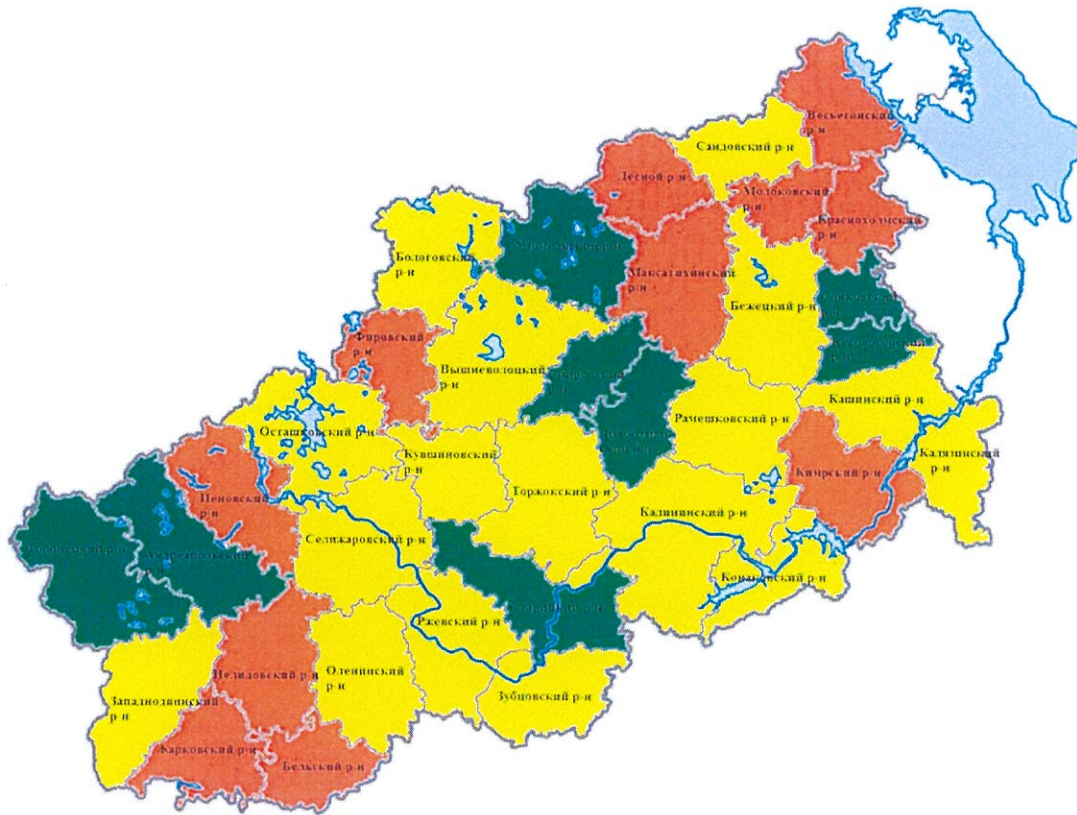 Весьегонский
р-н
Сандовский р-н
Лесной р-н
Молоковский
р-н
Краснохолмский
р-н
Бологовский
р-н
Максатихинский
р-н
Бежецкий р-н
Фировский
р-н
Вышневолоцкий
р-н
Кашинский р-н
Рамешковский р-н
Осташковский р-н
Кувшиновский
р-н
Калязинский
р-н
Кимрский р-н
Торжокский р-н
Пеновский
р-н
Калининский р-н
Селижаровский р-н
Андреапольский
р-н
Конаковский р-н
Ржевский р-н
Нелидовский р-н
Оленинский
р-н
Западнодвинский
р-н
Зубцовский р-н
Жарковский р-н
Бельский р-н